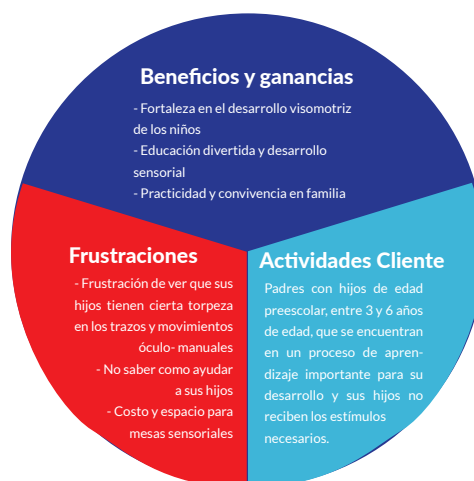 Beneficios y ganancias
- Fortaleza en el desarrollo visomotriz
de los niños
- Educación divertida y desarrollo
sensorial
- Practicidad y convivencia en familia
Frustraciones
- Frustración de ver que sus
hijos tienen cierta torpeza
en los trazos y movimientos
óculo- manuales
- No saber como ayudar
a sus hijos
- Costo y espacio para
mesas sensoriales
Actividades Cliente
Padres con hijos de edad
preescolar, entre 3 y 6 años
de edad, que se encuentran
en un proceso de apren-
dizaje importante para su
desarrollo y sus hijos no
reciben los estímulos
necesarios.